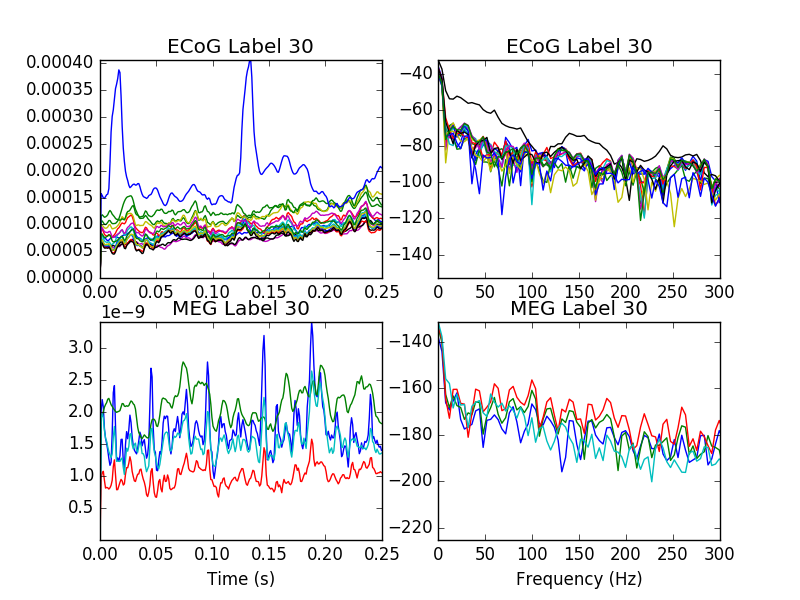 ECoG Label 30
0.00040
0.00035
0.00030
0.00025
0.00020
0.00015
0.00010
0.00005
0.00000
0.00 0.05 0.10 0.15 0.20 0.25
ECoG Label 30
−40
−60
−80
−100
−120
−140
0 50 100 150 200 250 300
MEG Label 30
1e−9
3.0
2.5
2.0
1.5
1.0
0.5
0.00 0.05 0.10 0.15 0.20 0.25
Time (s)
MEG Label 30
−140
−160
−180
−200
−220
0 50 100 150 200 250 300
Frequency (Hz)